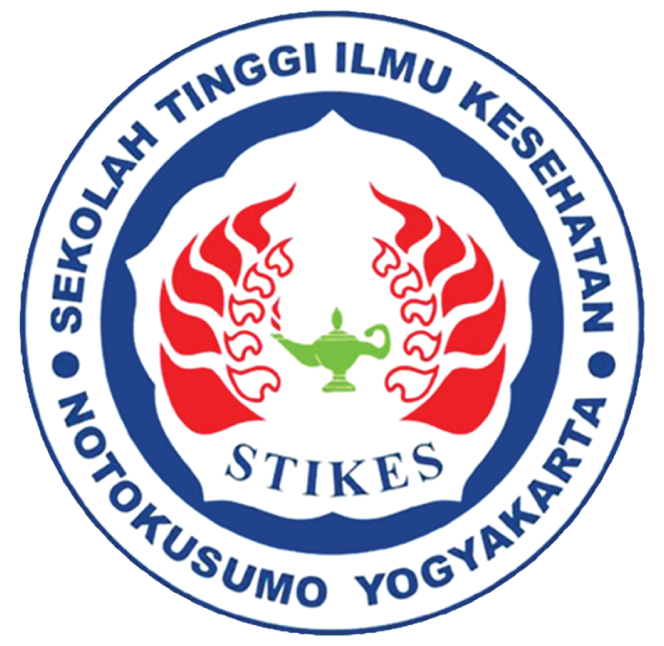 SEKOLAH TINGGI ILMU KESEHATAN
STIKES
NOTOKUSUMO YOGYAKARTA